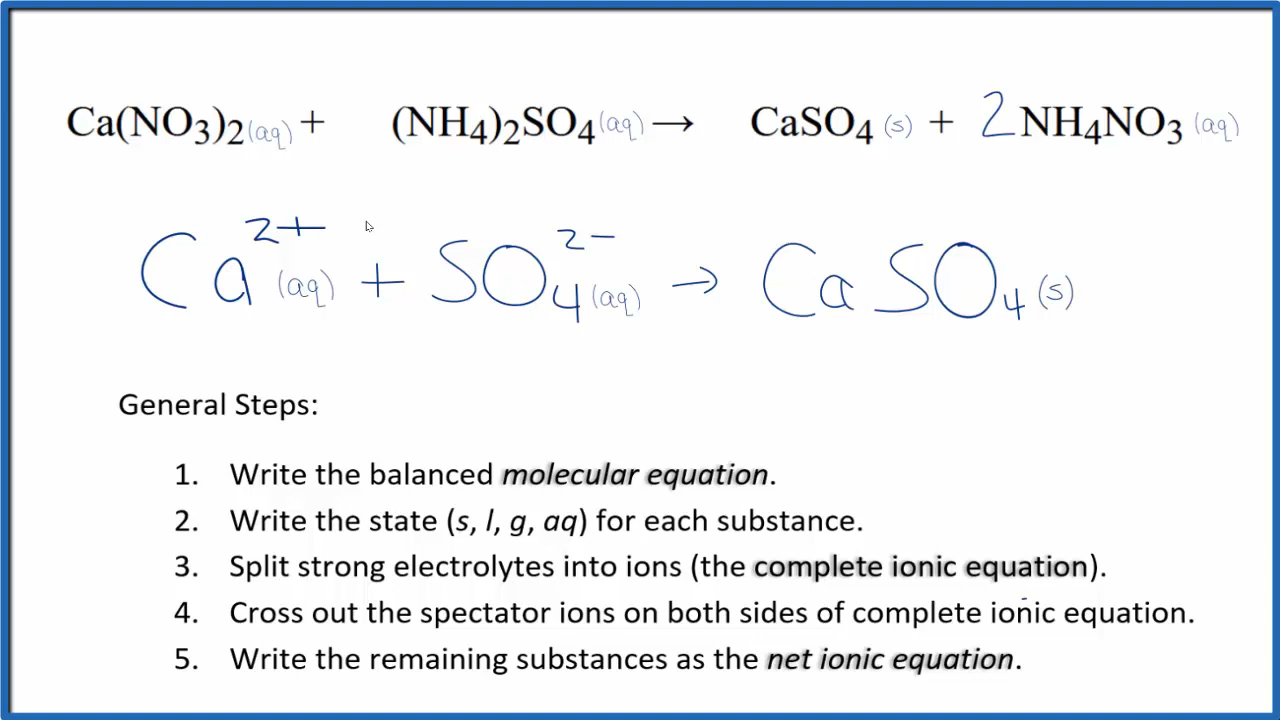 Ca(NO3)2(aq) + (NH4)2SO4(aq) → CaSO4(s) + 2NH4NO3(aq)
Ca2+(aq) + SO42-(aq) → CaSO4(s)
General Steps:
1. Write the balanced molecular equation.
2. Write the state (s, l, g, aq) for each substance.
3. Split strong electrolytes into ions (the complete ionic equation).
4. Cross out the spectator ions on both sides of complete ionic equation.
5. Write the remaining substances as the net ionic equation.